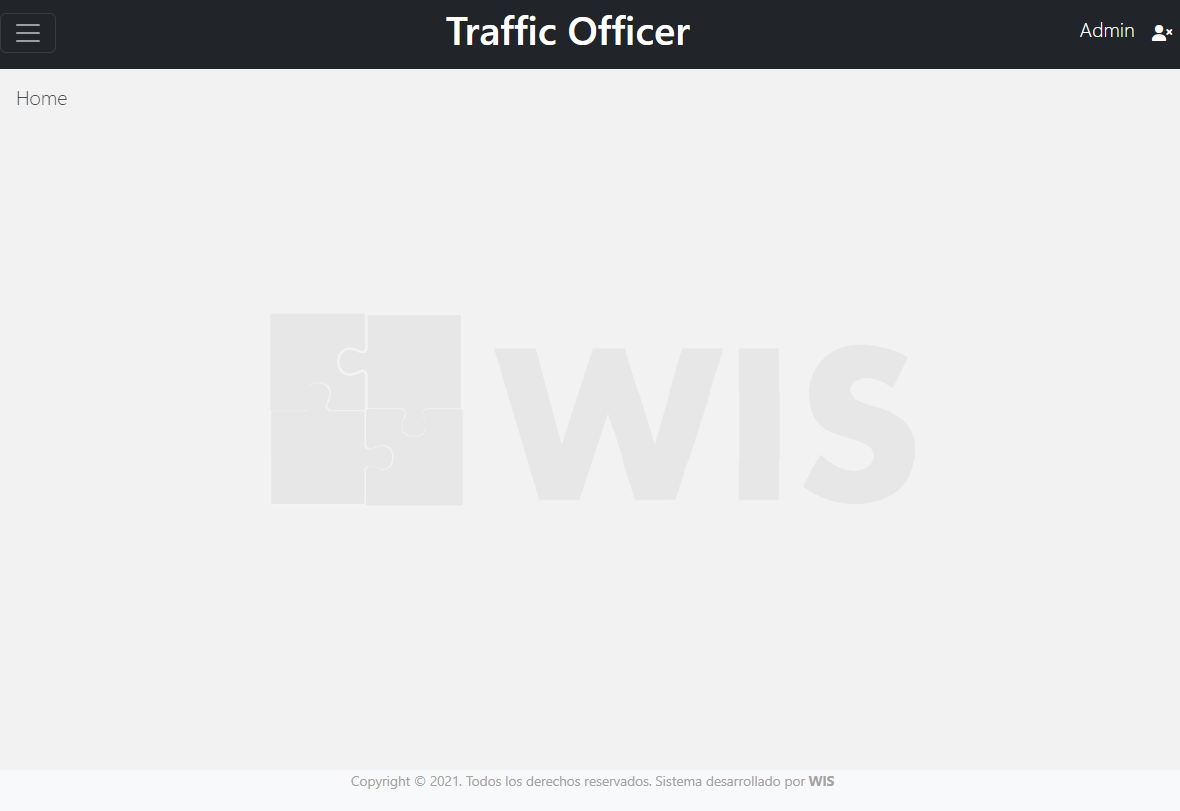 Traffic Officer
Admin
Home
WIS
Copyright © 2021. Todos los derechos reservados. Sistema desarrollado por WIS